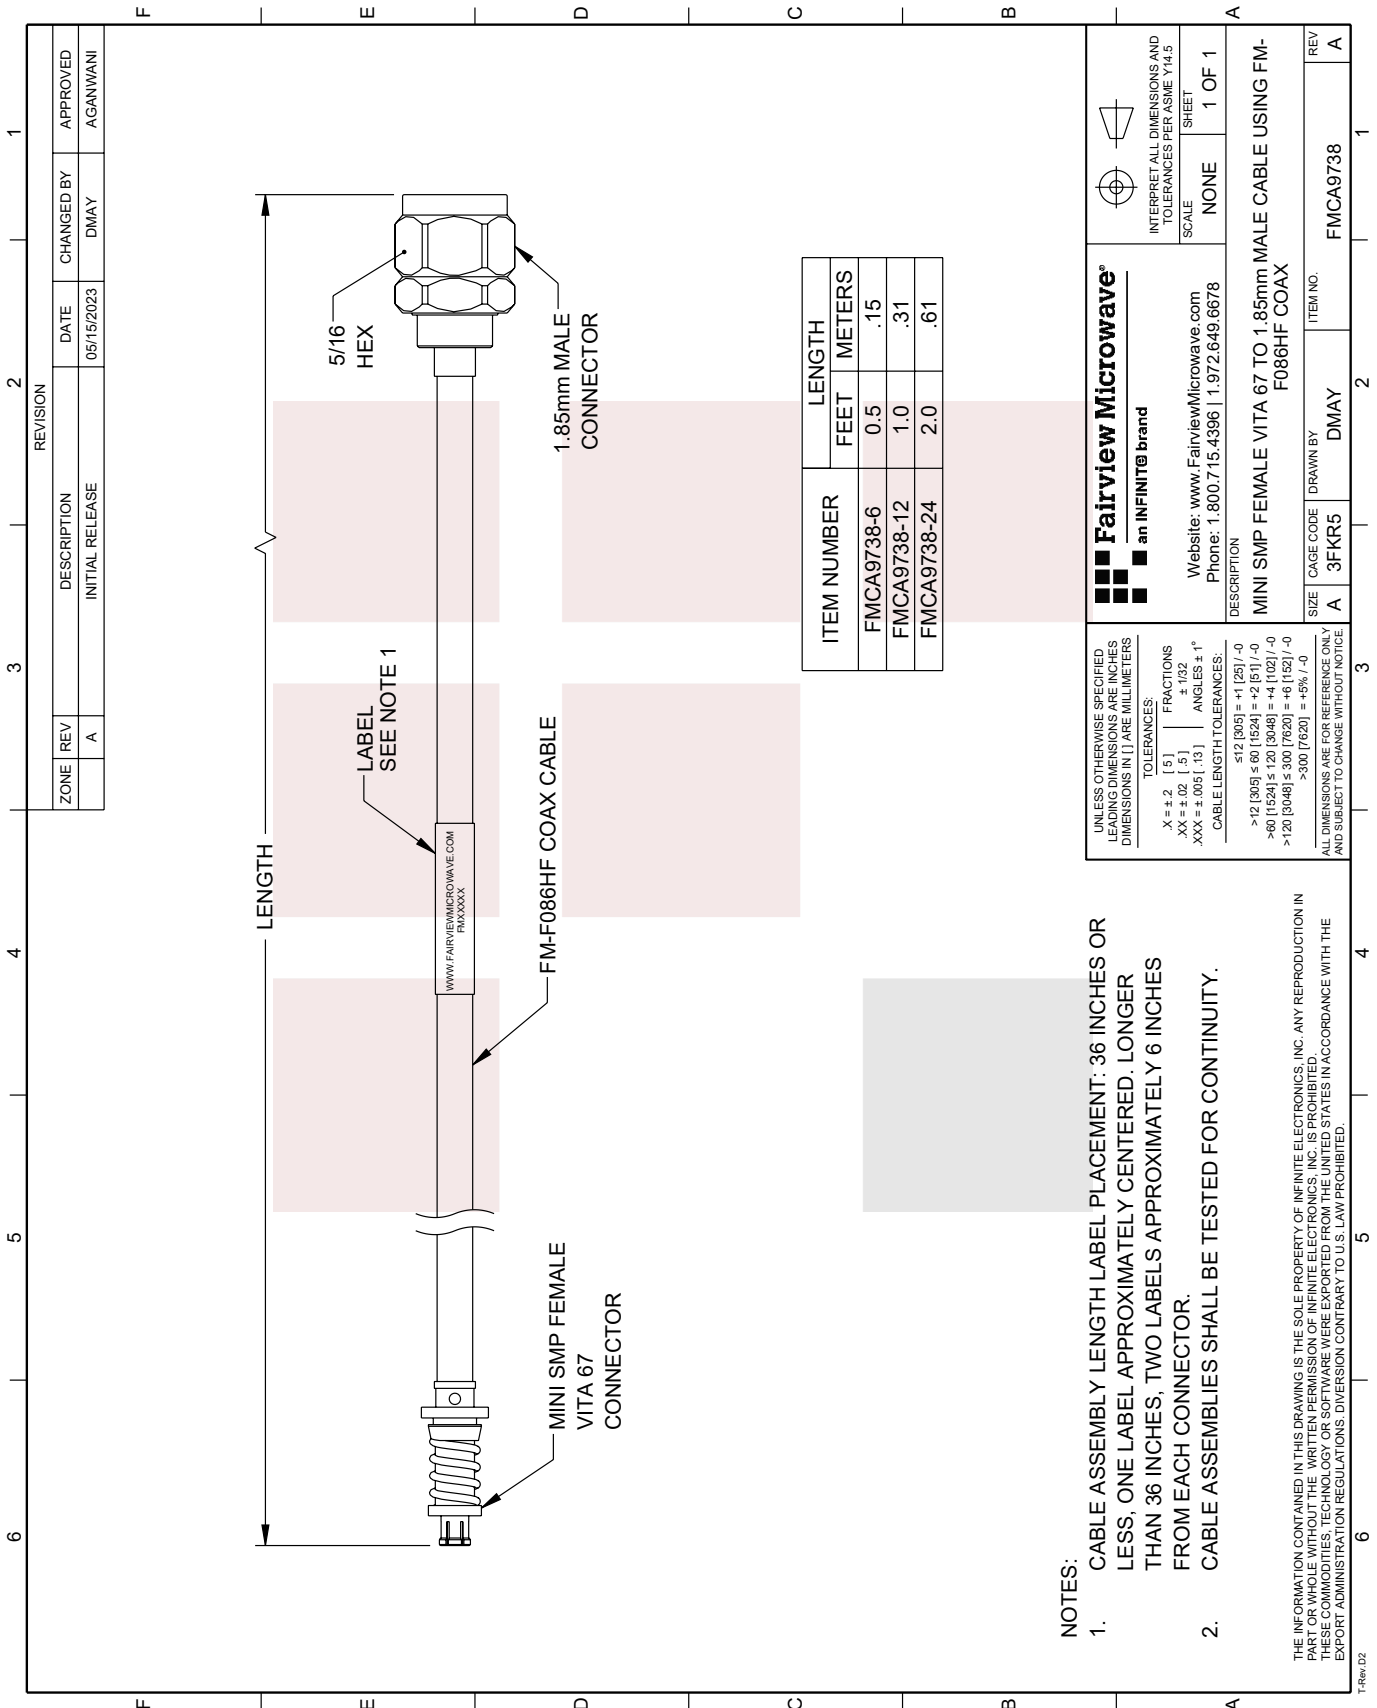 6
5
4
3
2
1
F
E
D
C
B
A
REVISION
ZONE
REV
DESCRIPTION
DATE
CHANGED BY
APPROVED
A
INITIAL RELEASE
05/15/2023
DMAY
AGANWANI
LENGTH
LABEL
SEE NOTE 1
5/16
HEX
WWW.FAIRVIEWMICROWAVE.COM
FMXXXXX
MINI SMP FEMALE
VITA 67
CONNECTOR
FM-F086HF COAX CABLE
1.85mm MALE
CONNECTOR
ITEM NUMBER
LENGTH
FEET
METERS
FMCA9738-6 0.5 .15
FMCA9738-12 1.0 .31
FMCA9738-24 2.0 .61
NOTES:
1. CABLE ASSEMBLY LENGTH LABEL PLACEMENT: 36 INCHES OR
LESS, ONE LABEL APPROXIMATELY CENTERED. LONGER
THAN 36 INCHES, TWO LABELS APPROXIMATELY 6 INCHES
FROM EACH CONNECTOR.
2. CABLE ASSEMBLIES SHALL BE TESTED FOR CONTINUITY.
THE INFORMATION CONTAINED IN THIS DRAWING IS THE SOLE PROPERTY OF INFINITE ELECTRONICS, INC. ANY REPRODUCTION IN
PART OR WHOLE WITHOUT THE WRITTEN PERMISSION OF INFINITE ELECTRONICS, INC. IS PROHIBITED.
THESE COMMODITIES, TECHNOLOGY OR SOFTWARE WERE EXPORTED FROM THE UNITED STATES IN ACCORDANCE WITH THE
EXPORT ADMINISTRATION REGULATIONS. DIVERSION CONTRARY TO U.S. LAW PROHIBITED.
UNLESS OTHERWISE SPECIFIED
LEADING DIMENSIONS ARE INCHES
DIMENSIONS IN [ ] ARE MILLIMETERS
TOLERANCES:
.X = ± .2 [ 5 ] FRACTIONS
.XX = ± .02 [ .5 ] ± 1/32
.XXX = ± .005 [ .13 ] ANGLES ± 1°
CABLE LENGTH TOLERANCES:
≤12 [305] = +1 [25] / -0
>12 [305] ≤ 60 [1524] = +2 [51] / -0
>60 [1524] ≤ 120 [3048] = +4 [102] / -0
>120 [3048] ≤ 300 [7620] = +6 [152] / -0
>300 [7620] = +5% / -0
ALL DIMENSIONS ARE FOR REFERENCE ONLY
AND SUBJECT TO CHANGE WITHOUT NOTICE.
Fairview Microwave®
an INFINITE brand
Website: www.FairviewMicrowave.com
Phone: 1.800.715.4396 | 1.972.649.6678
INTERPRET ALL DIMENSIONS AND
TOLERANCES PER ASME Y14.5
SCALE
NONE
SHEET
1 OF 1
DESCRIPTION
MINI SMP FEMALE VITA 67 TO 1.85mm MALE CABLE USING FM-
F086HF COAX
SIZE
A
CAGE CODE
3FKR5
DRAWN BY
DMAY
ITEM NO.
FMCA9738
REV
A
T-Rev.D2
6
5
4
3
2
1
F
E
D
C
B
A